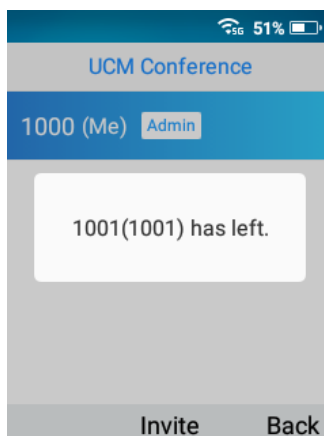 5G 51%
UCM Conference
1000 (Me) Admin
1001(1001) has left.
Invite Back